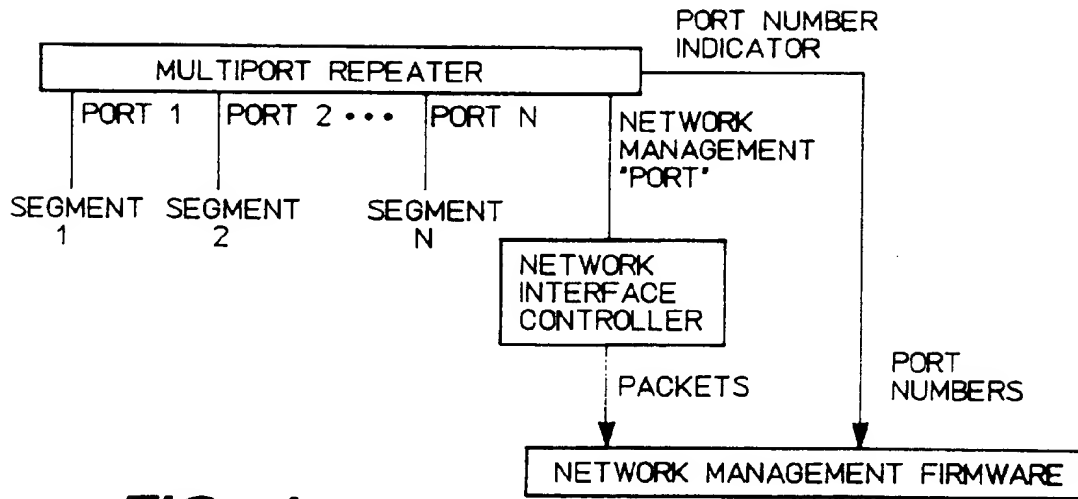 PORT NUMBER
INDICATOR
MULTIPORT REPEATER
PORT 1
PORT 2 •••
PORT N
NETWORK
MANAGEMENT
"PORT"
SEGMENT
1
SEGMENT
2
SEGMENT
N
NETWORK
INTERFACE
CONTROLLER
PACKETS
PORT
NUMBERS
NETWORK MANAGEMENT FIRMWARE